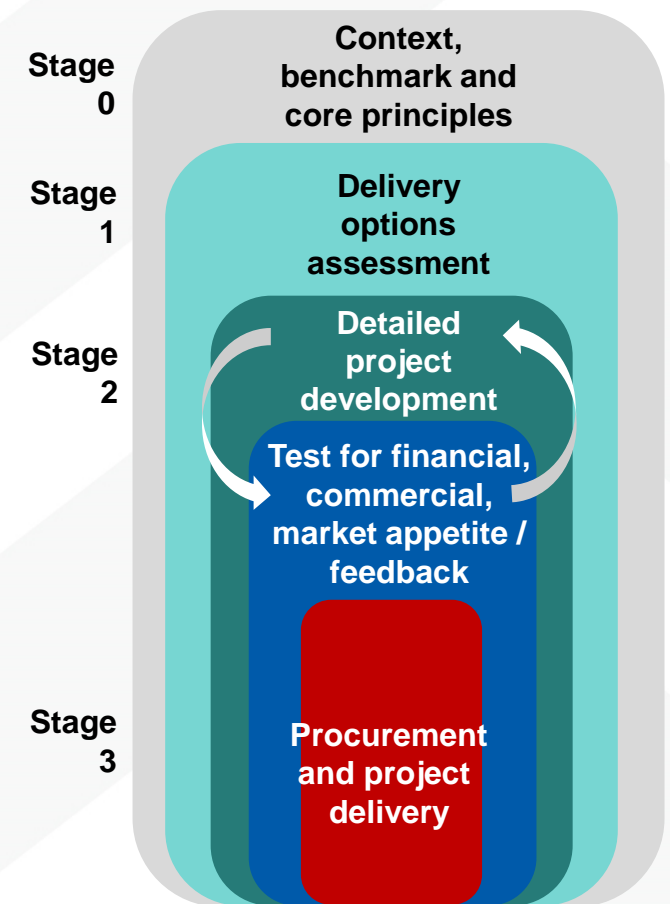 Stage
0
Context,
benchmark and
core principles
Stage
1
Delivery
options
assessment
Stage
2
Detailed
project
development
Test for financial,
commercial,
market appetite /
feedback
Stage
3
Procurement
and project
delivery